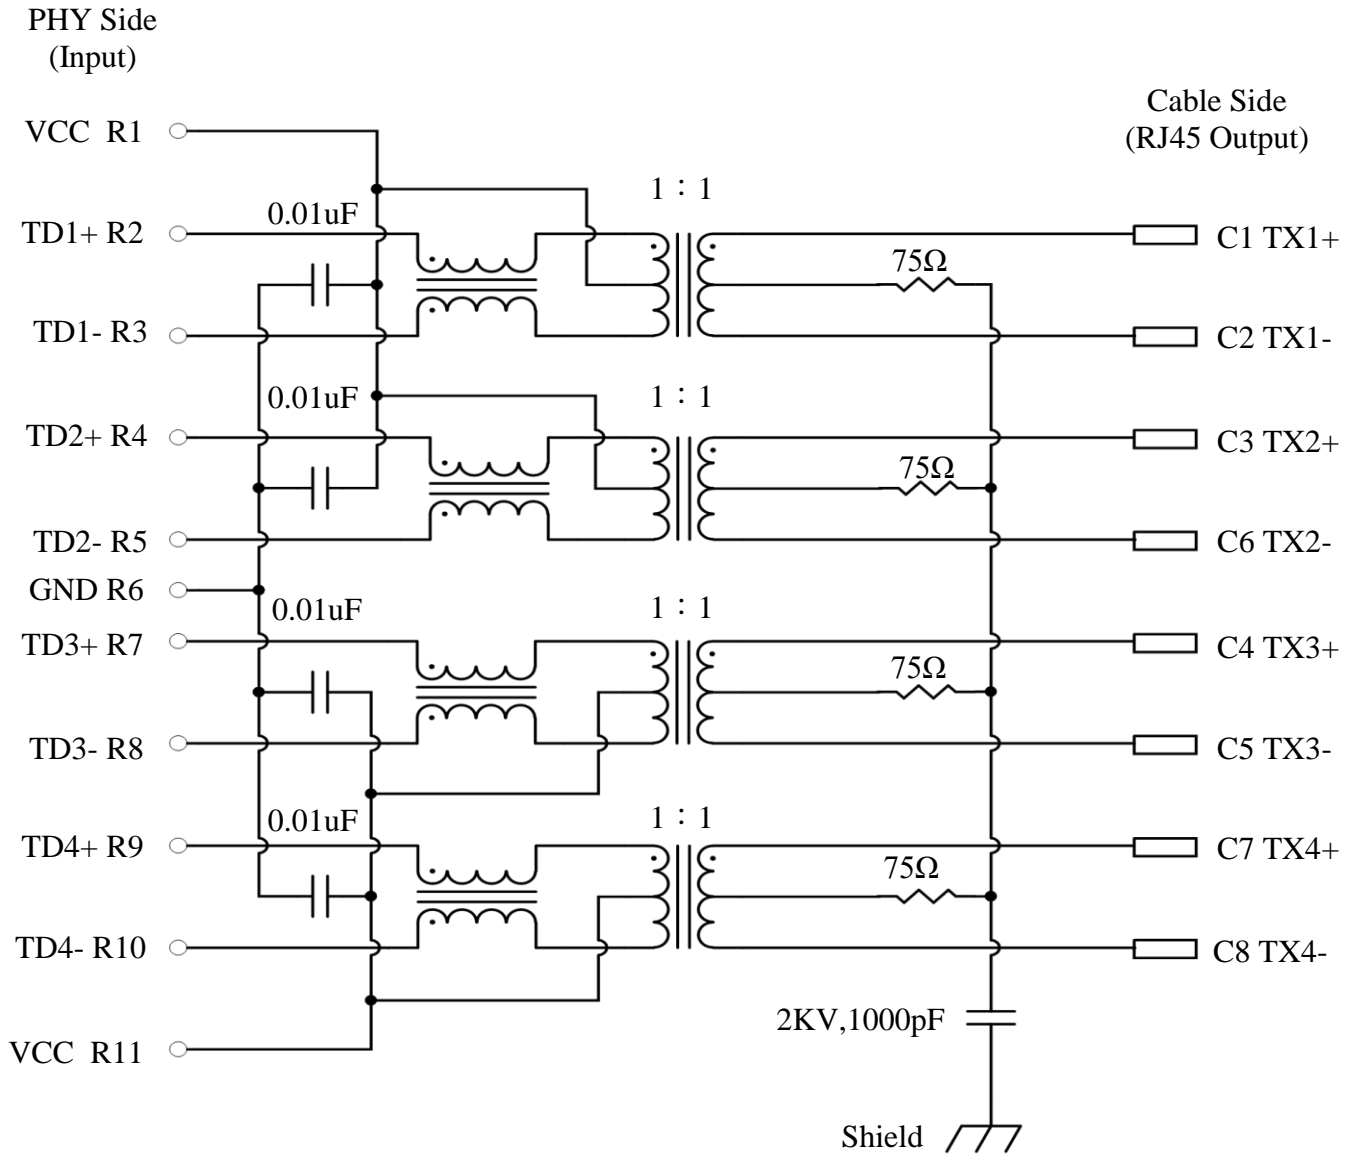 PHY Side
(Input)
Cable Side
(RJ45 Output)
VCC R1
1 : 1
TD1+ R2
0.01uF
C1 TX1+
75Ω
TD1- R3
C2 TX1-
0.01uF
1 : 1
TD2+ R4
C3 TX2+
75Ω
TD2- R5
C6 TX2-
GND R6
0.01uF
1 : 1
TD3+ R7
C4 TX3+
75Ω
TD3- R8
C5 TX3-
0.01uF
1 : 1
TD4+ R9
C7 TX4+
75Ω
TD4- R10
C8 TX4-
2KV,1000pF
VCC R11
Shield